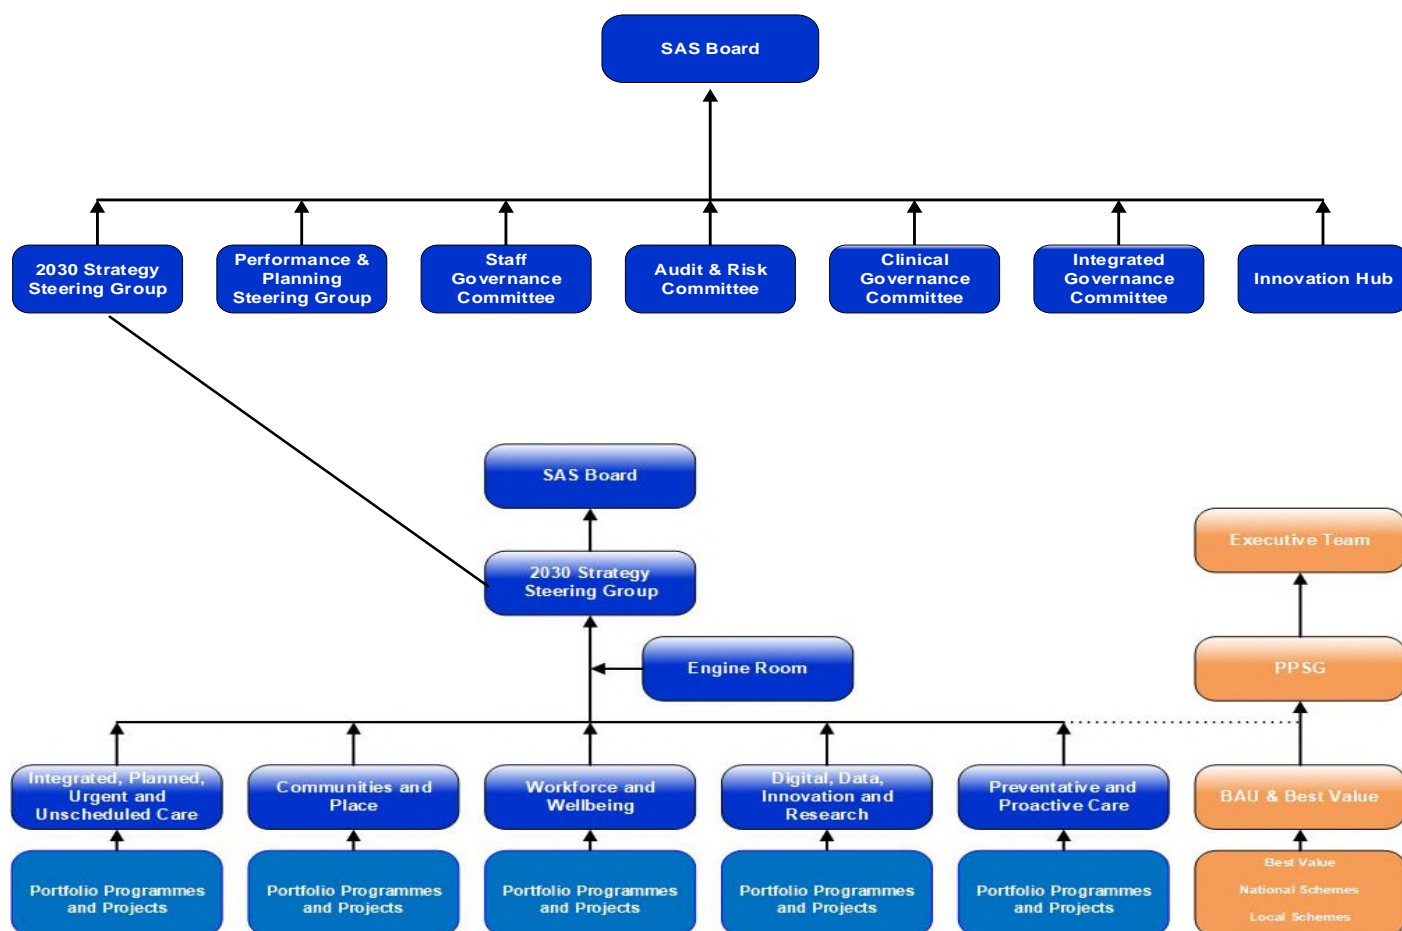 SAS Board
2030 Strategy
Steering Group
Performance &
Planning
Steering Group
Staff
Governance
Committee
Audit & Risk
Committee
Clinical
Governance
Committee
Integrated
Governance
Committee
Innovation Hub
SAS Board
2030 Strategy
Steering Group
Executive Team
Engine Room
PPSG
Integrated, Planned,
Urgent and
Unscheduled Care
Communities and
Place
Workforce and
Wellbeing
Digital, Data,
Innovation and
Research
Preventative and
Proactive Care
BAU & Best Value
Portfolio Programmes
and Projects
Portfolio Programmes
and Projects
Portfolio Programmes
and Projects
Portfolio Programmes
and Projects
Portfolio Programmes
and Projects
Best Value
National Schemes
Local Schemes